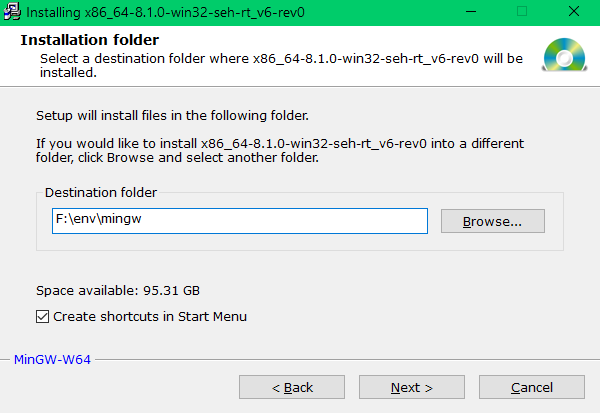 Installing x86_64-8.1.0-win32-seh-rt_v6-rev0
Installation folder
Select a destination folder where x86_64-8.1.0-win32-seh-rt_v6-rev0 will be
installed.
Setup will install files in the following folder.
If you would like to install x86_64-8.1.0-win32-seh-rt_v6-rev0 into a different
folder, click Browse and select another folder.
Destination folder
F:\env\mingw
Browse...
Space available: 95.31 GB
Create shortcuts in Start Menu
MinGW-W64
< Back
Next >
Cancel